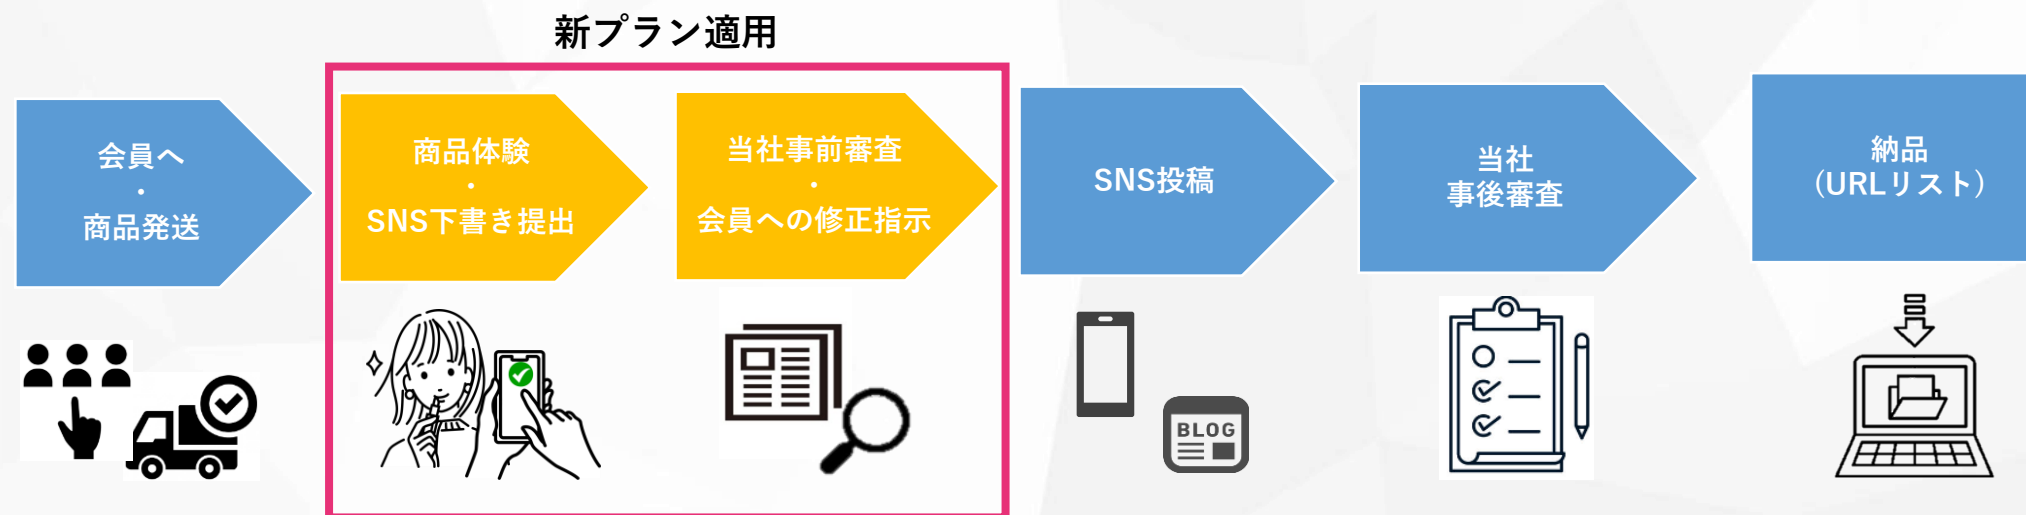 新プラン適用
会員へ
・
商品発送
商品体験
・
SNS下書き提出
当社事前審査
・
会員への修正指示
SNS投稿
当社
事後審査
納品
(URLリスト)
BLOG